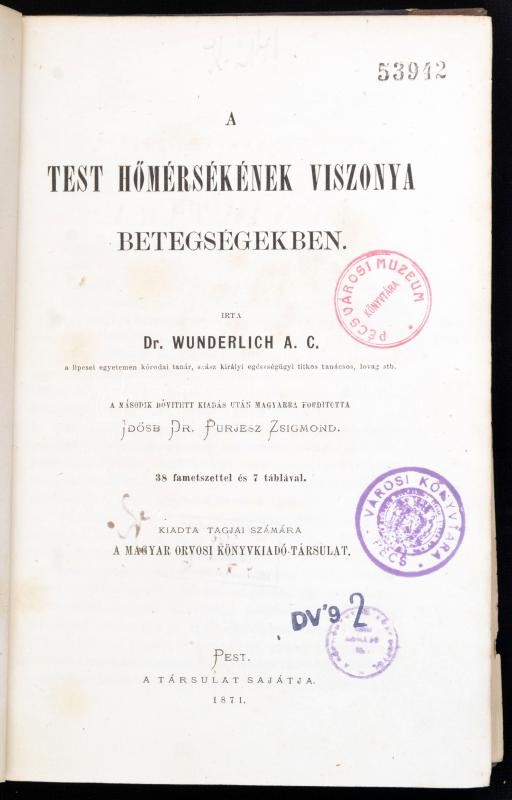 53942
A
TEST HŐMÉRSÉKÉNEK VISZONYA
BETEGSÉGEKBEN.
PÉCS VÁROSI MUZEUM
KÖNYVTÁRA
IRTA
Dr. WUNDERLICH A. C.
a lipcsei egyetemen kórodai tanár, szász királyi egészségügyi titkos tanácsos, lovag stb.
A MÁSODIK BŐVITETT KIADÁS UTÁN MAGYARRA FORDITOTTA
IDŐSB DR. PURJESZ ZSIGMOND.
38 fametszettel és 7 táblával.
VÁROSI KÖNYVTÁRA
PÉCS
KIADTA TAGJAI SZÁMÁRA
A MAGYAR ORVOSI KÖNYVKIADÓ-TÁRSULAT.
DV'9 2
PEST.
A TÁRSULAT SAJÁTJA.
1871.